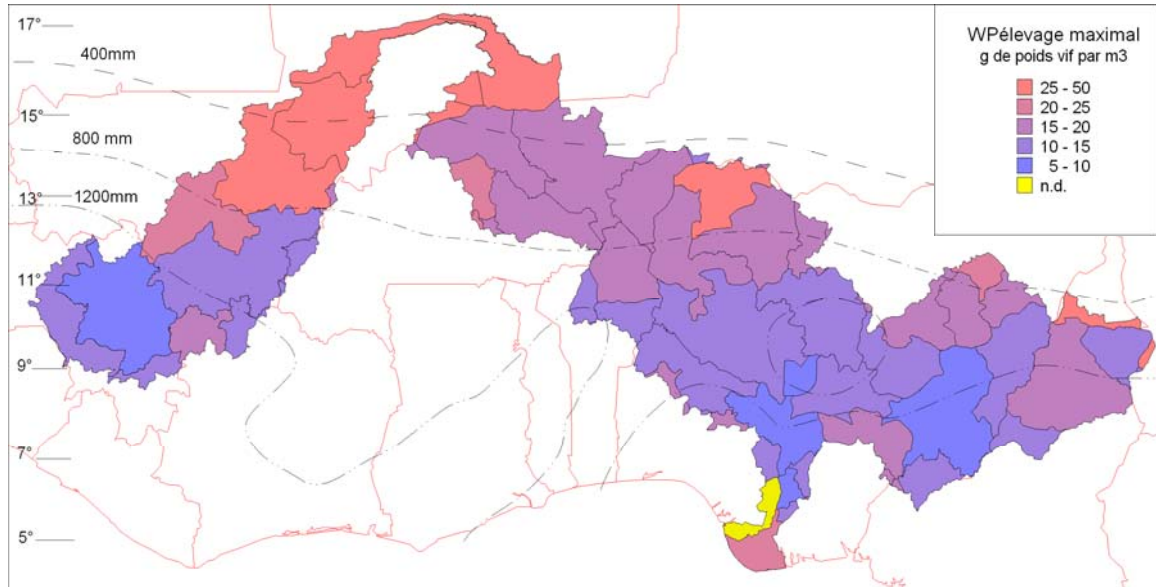 17°
400mm
15°
800 mm
1200mm
13°
11°
9°
7°
5°
WPélevage maximal
g de poids vif par m3
25 - 50
20 - 25
15 - 20
10 - 15
5 - 10
n.d.